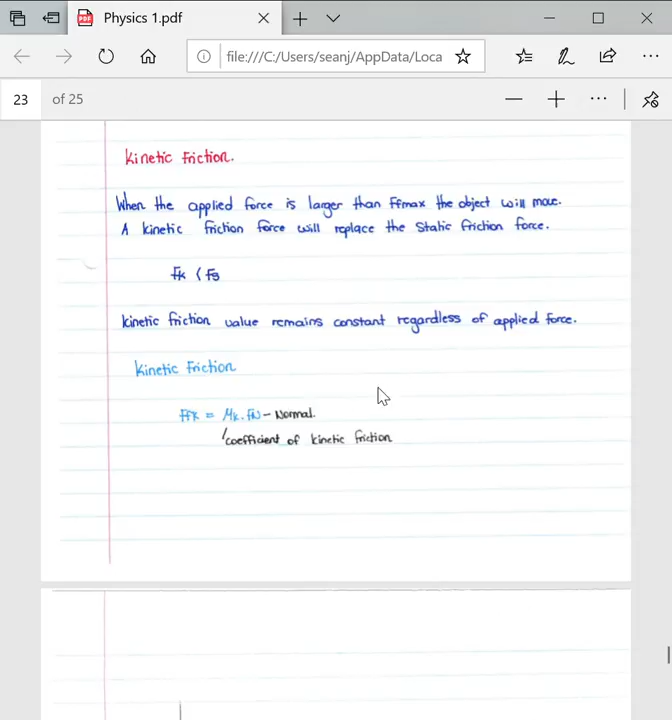 Physics 1.pdf
file:///C:/Users/seanj/AppData/Loca
23 of 25
Kinetic Friction.
When the applied force is larger than Ffmax the object will move.
A kinetic friction force will replace the Static friction force.
Fk < Fs
Kinetic friction value remains constant regardless of applied force.
Kinetic Friction
Ffk = μk.FN - Normal.
coefficient of kinetic friction